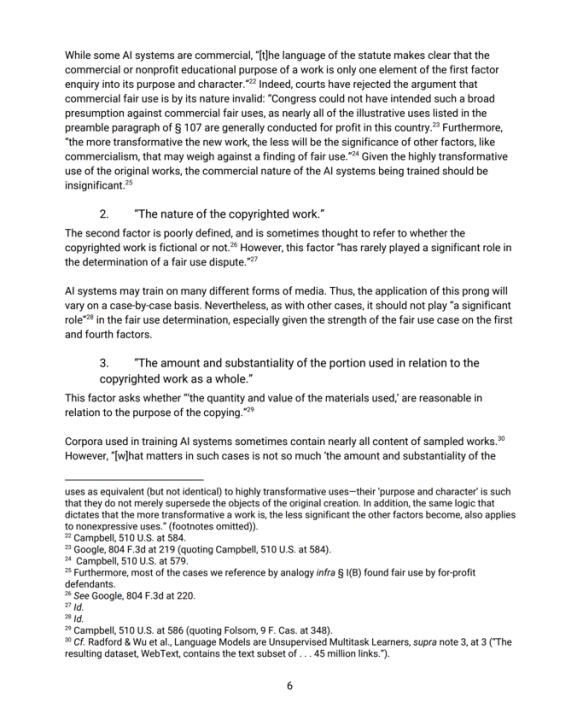 While some AI systems are commercial, “[t]he language of the statute makes clear that the
commercial or nonprofit educational purpose of a work is only one element of the first factor
enquiry into its purpose and character.”22 Indeed, courts have rejected the argument that
commercial fair use is by its nature invalid: “Congress could not have intended such a broad
presumption against commercial fair uses, as nearly all of the illustrative uses listed in the
preamble paragraph of § 107 are generally conducted for profit in this country.23 Furthermore,
“the more transformative the new work, the less will be the significance of other factors, like
commercialism, that may weigh against a finding of fair use.”24 Given the highly transformative
use of the original works, the commercial nature of the AI systems being trained should be
insignificant.25
2. “The nature of the copyrighted work.”
The second factor is poorly defined, and is sometimes thought to refer to whether the
copyrighted work is fictional or not.26 However, this factor “has rarely played a significant role in
the determination of a fair use dispute.”27
AI systems may train on many different forms of media. Thus, the application of this prong will
vary on a case-by-case basis. Nevertheless, as with other cases, it should not play “a significant
role”28 in the fair use determination, especially given the strength of the fair use case on the first
and fourth factors.
3. “The amount and substantiality of the portion used in relation to the
copyrighted work as a whole.”
This factor asks whether “‘the quantity and value of the materials used,’ are reasonable in
relation to the purpose of the copying.”29
Corpora used in training AI systems sometimes contain nearly all content of sampled works.30
However, “[w]hat matters in such cases is not so much ‘the amount and substantiality of the
uses as equivalent (but not identical) to highly transformative uses—their ‘purpose and character’ is such
that they do not merely supersede the objects of the original creation. In addition, the same logic that
dictates that the more transformative a work is, the less significant the other factors become, also applies
to nonexpressive uses.” (footnotes omitted)).
22 Campbell, 510 U.S. at 584.
23 Google, 804 F.3d at 219 (quoting Campbell, 510 U.S. at 584).
24 Campbell, 510 U.S. at 579.
25 Furthermore, most of the cases we reference by analogy infra § I(B) found fair use by for-profit
defendants.
26 See Google, 804 F.3d at 220.
27 Id.
28 Id.
29 Campbell, 510 U.S. at 586 (quoting Folsom, 9 F. Cas. at 348).
30 Cf. Radford & Wu et al., Language Models are Unsupervised Multitask Learners, supra note 3, at 3 (“The
resulting dataset, WebText, contains the text subset of . . . 45 million links.”).
6